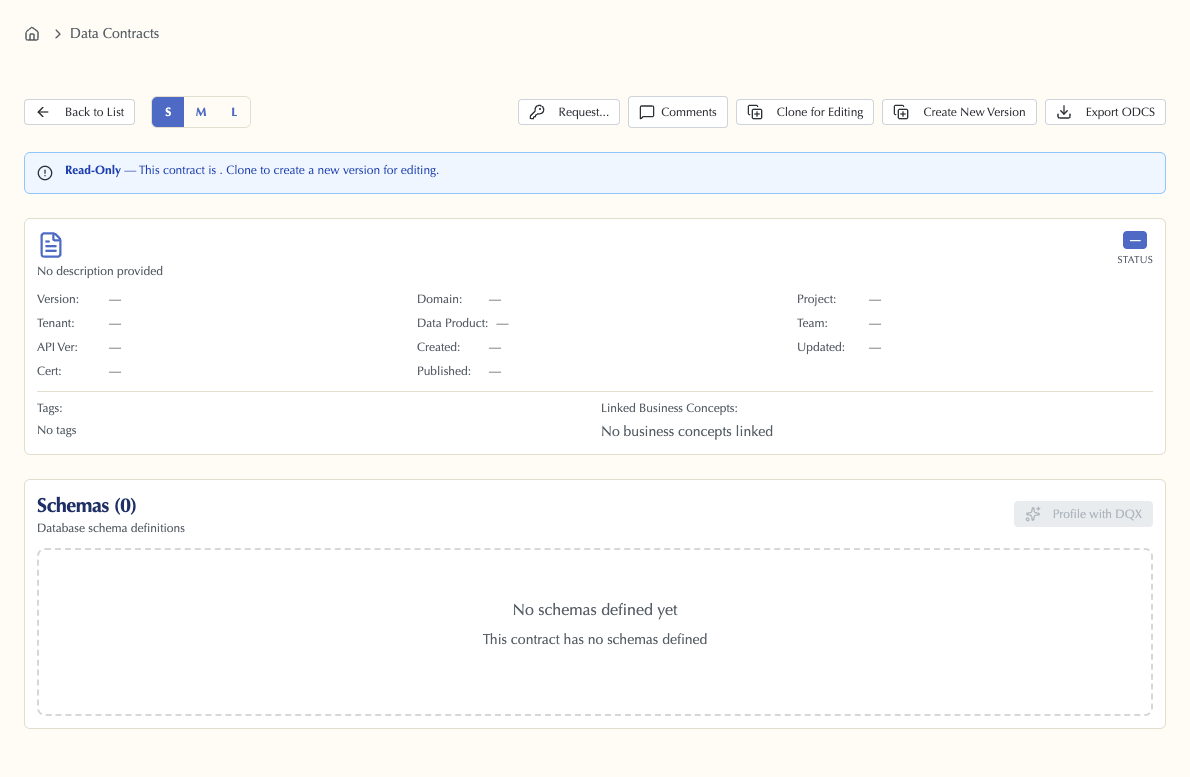 Data Contracts
Back to List
S M L
Request... Comments Clone for Editing Create New Version Export ODCS
Read-Only — This contract is . Clone to create a new version for editing.
—
STATUS
No description provided
Version: — Domain: — Project: —
Tenant: — Data Product: — Team: —
API Ver: — Created: — Updated: —
Cert: — Published: —
Tags: Linked Business Concepts:
No tags No business concepts linked
Schemas (0)
Database schema definitions
Profile with DQX
No schemas defined yet
This contract has no schemas defined